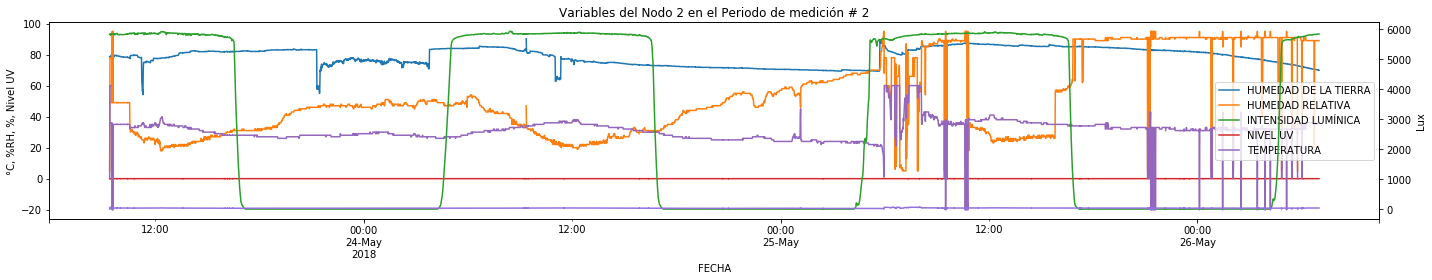 Variables del Nodo 2 en el Periodo de medición # 2
100
80
60
40
20
0
−20
°C, %RH, %, Nivel UV
6000
5000
4000
3000
2000
1000
0
Lux
HUMEDAD DE LA TIERRA
HUMEDAD RELATIVA
INTENSIDAD LUMÍNICA
NIVEL UV
TEMPERATURA
12:00
00:00
24-May
2018
12:00
00:00
25-May
12:00
00:00
26-May
FECHA